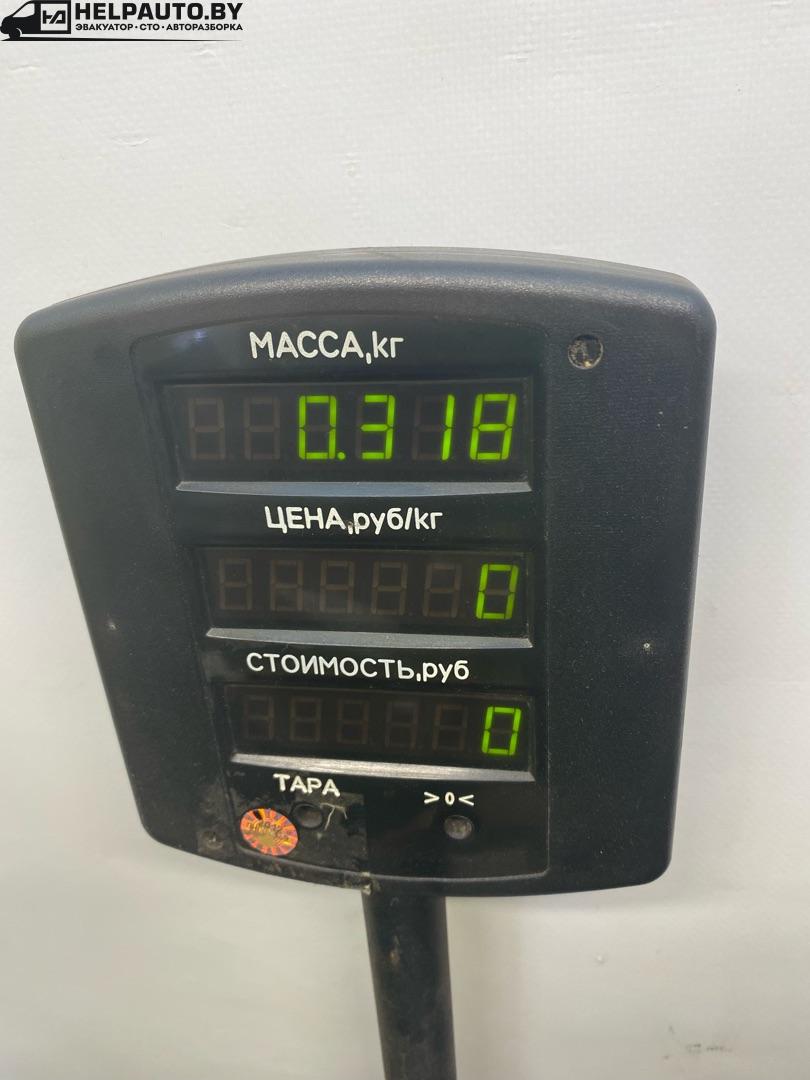 HELPAUTO.BY
ЭВАКУАТОР • СТО • АВТОРАЗБОРКА
МАССА,кг
0.318
ЦЕНА,руб/кг
0
СТОИМОСТЬ,руб
0
ТАРА
>0<